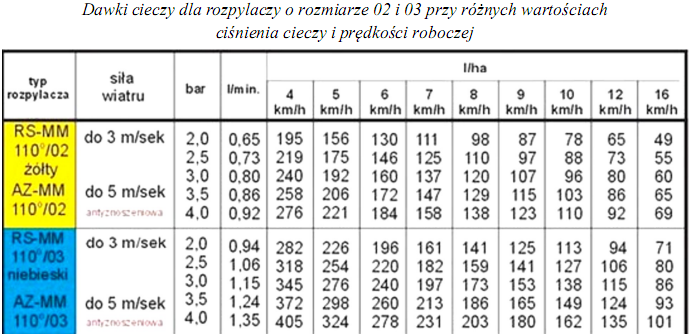 Dawki cieczy dla rozpylaczy o rozmiarze 02 i 03 przy różnych wartościach
ciśnienia cieczy i prędkości roboczej
typ rozpylacza siła wiatru bar l/min. l/ha
4 km/h 5 km/h 6 km/h 7 km/h 8 km/h 9 km/h 10 km/h 12 km/h 16 km/h
RS-MM
110°/02
żółty
AZ-MM
110°/02
do 3 m/sek
do 5 m/sek
antyznoszeniowa
2,0 0,65 195 156 130 111 98 87 78 65 49
2,5 0,73 219 175 146 125 110 97 88 73 55
3,0 0,80 240 192 160 137 120 107 96 80 60
3,5 0,86 258 206 172 147 129 115 103 86 65
4,0 0,92 276 221 184 158 138 123 110 92 69
RS-MM
110°/03
niebieski
AZ-MM
110°/03
do 3 m/sek
do 5 m/sek
antyznoszeniowa
2,0 0,94 282 226 196 161 141 125 113 94 71
2,5 1,06 318 254 220 182 159 141 127 106 80
3,0 1,15 345 276 240 197 173 153 138 115 86
3,5 1,24 372 298 260 213 186 165 149 124 93
4,0 1,35 405 324 278 231 203 180 162 135 101